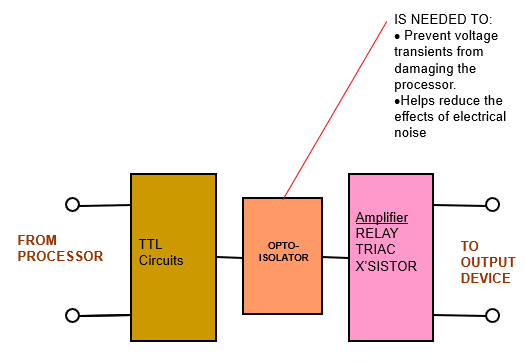 IS NEEDED TO:
• Prevent voltage
transients from
damaging the
processor.
•Helps reduce the
effects of electrical
noise
FROM
PROCESSOR
TTL
Circuits
OPTO-
ISOLATOR
Amplifier
RELAY
TRIAC
X'SISTOR
TO
OUTPUT
DEVICE